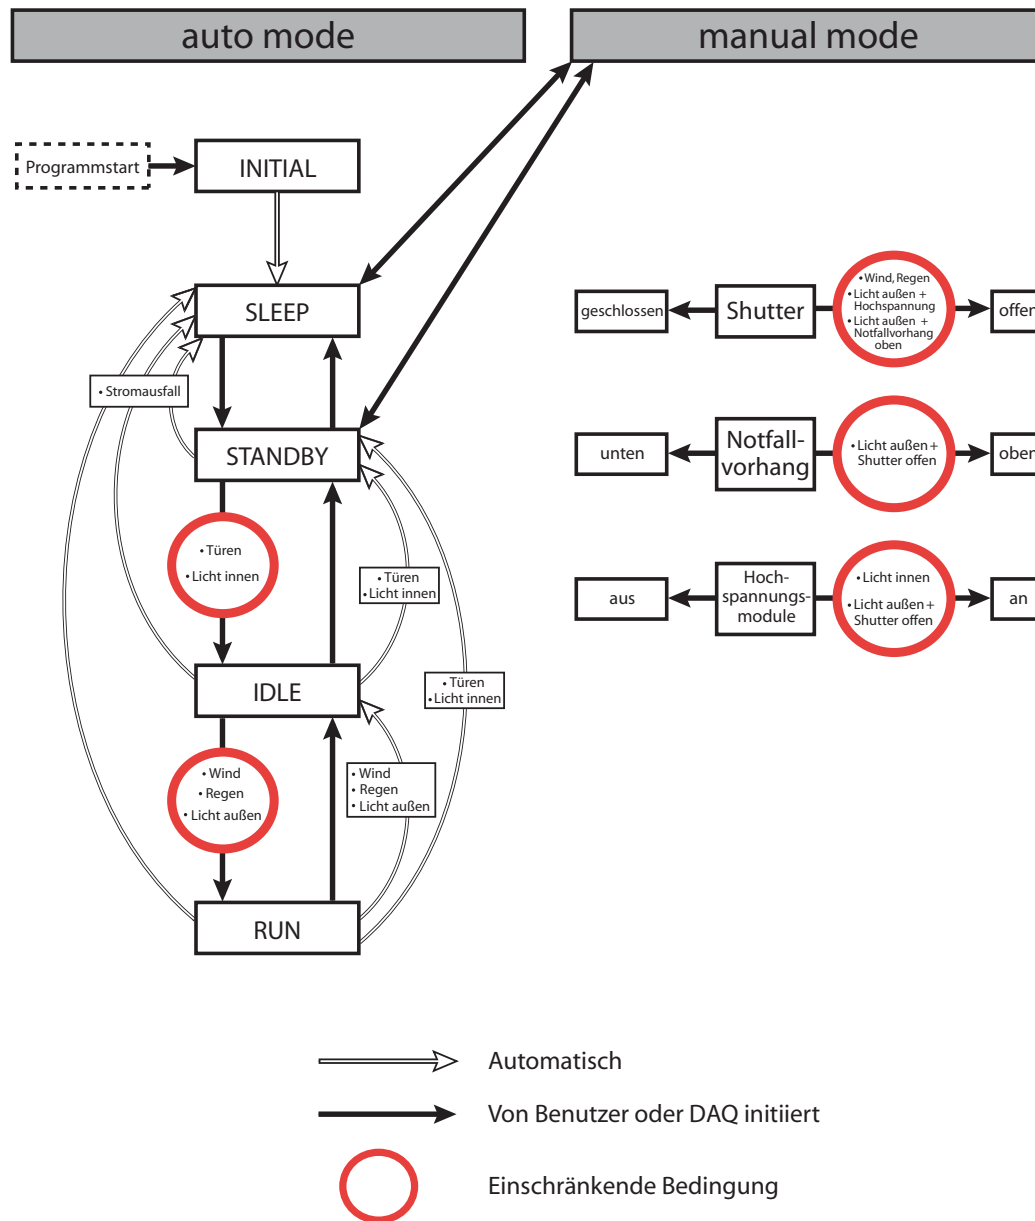 auto mode
manual mode
Programmstart
INITIAL
SLEEP
• Stromausfall
STANDBY
• Türen
• Licht innen
• Türen
• Licht innen
• Türen
• Licht innen
IDLE
• Wind
• Regen
• Licht außen
• Wind
• Regen
• Licht außen
RUN
geschlossen
Shutter
• Wind, Regen
• Licht außen +
Hochspannung
• Licht außen +
Notfallvorhang
oben
offen
unten
Notfall-
vorhang
• Licht außen +
Shutter offen
oben
aus
Hoch-
spannungs-
module
• Licht innen
• Licht außen +
Shutter offen
an
Automatisch
Von Benutzer oder DAQ initiiert
Einschränkende Bedingung